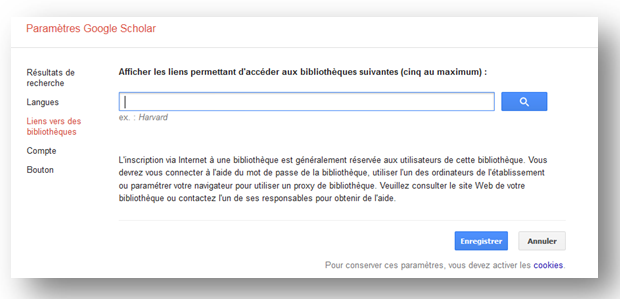 Paramètres Google Scholar
Résultats de
recherche
Langues
Liens vers des
bibliothèques
Compte
Bouton
Afficher les liens permettant d'accéder aux bibliothèques suivantes (cinq au maximum) :
ex. : Harvard
L'inscription via Internet à une bibliothèque est généralement réservée aux utilisateurs de cette bibliothèque. Vous
devrez vous connecter à l'aide du mot de passe de la bibliothèque, utiliser l'un des ordinateurs de l'établissement
ou paramétrer votre navigateur pour utiliser un proxy de bibliothèque. Veuillez consulter le site Web de votre
bibliothèque ou contactez l'un de ses responsables pour obtenir de l'aide.
Enregistrer Annuler
Pour conserver ces paramètres, vous devez activer les cookies.